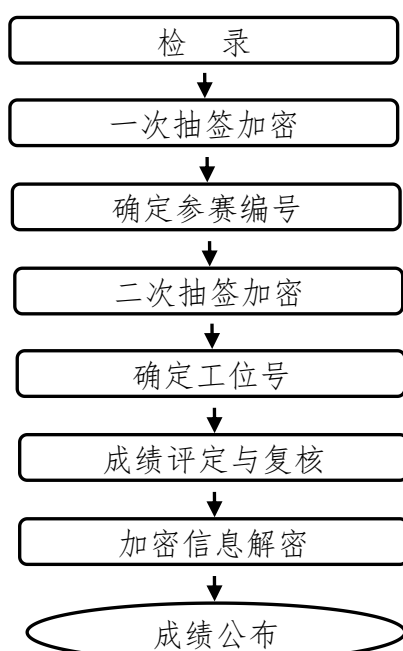 检 录
一次抽签加密
确定参赛编号
二次抽签加密
确定工位号
成绩评定与复核
加密信息解密
成绩公布